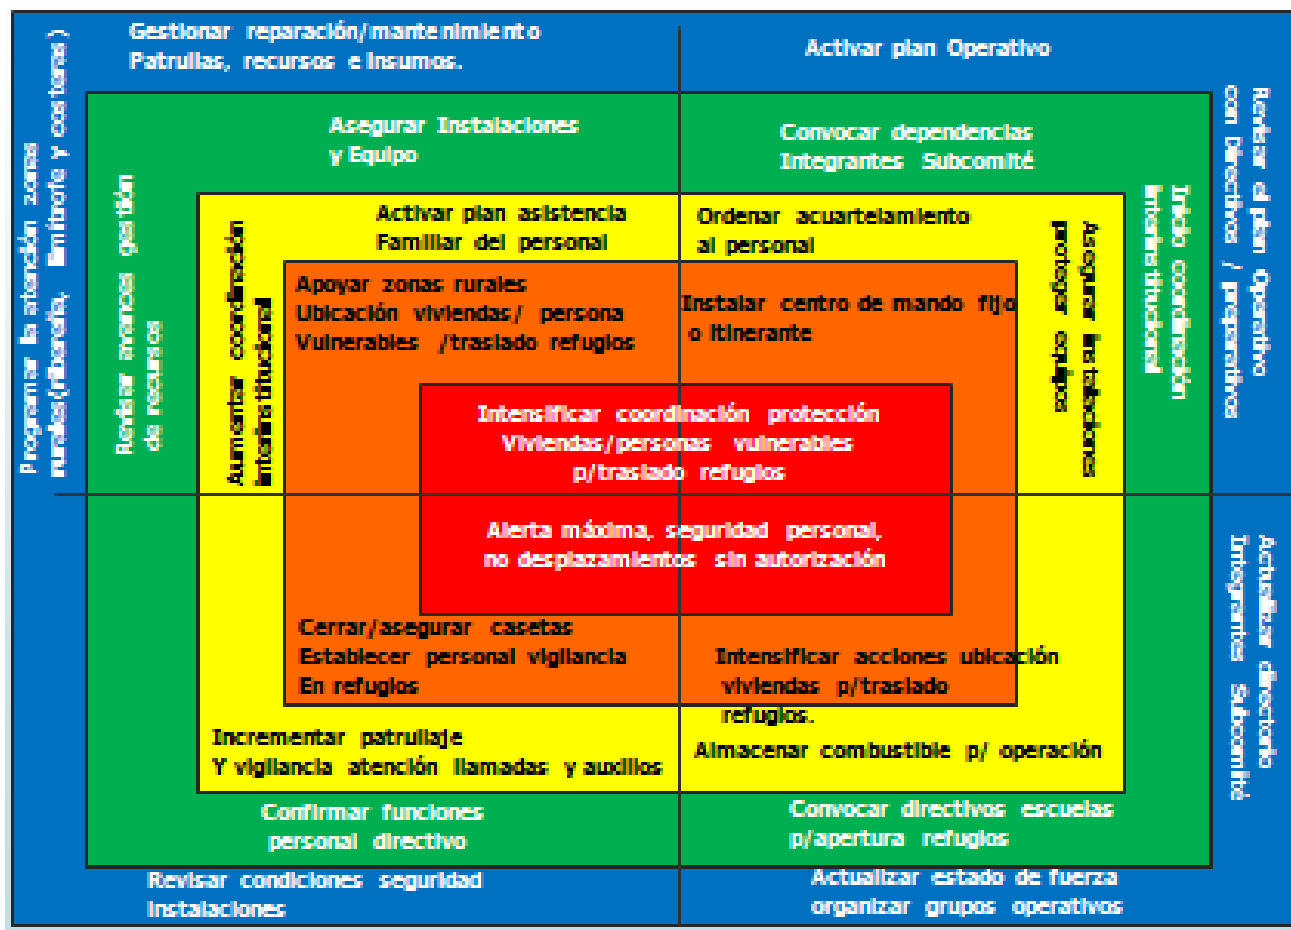 Gestionar reparación/mantenimiento
Patrullas, recursos e Insumos.
Activar plan Operativo
Programar la atención zonas
rurales(ribereña, limítrofe y costeras)
Revisar el plan Operativo
con Directivos / preparativos
Asegurar Instalaciones
y Equipo
Convocar dependencias
Integrantes Subcomité
Revisar avances gestión
de recursos
Inicio coordinación
interinstitucional
Activar plan asistencia
Familiar del personal
Ordenar acuartelamiento
al personal
Aumentar coordinación
interinstitucional
Asegurar instalaciones
proteger equipos
Apoyar zonas rurales
Ubicación viviendas/ persona
Vulnerables /traslado refugios
Instalar centro de mando fijo
o itinerante
Intensificar coordinación protección
Viviendas/personas vulnerables
p/traslado refugios
Alerta máxima, seguridad personal,
no desplazamientos sin autorización
Actualizar directorio
Integrantes Subcomité
Cerrar/asegurar casetas
Establecer personal vigilancia
En refugios
Intensificar acciones ubicación
viviendas p/traslado
refugios.
Incrementar patrullaje
Y vigilancia atención llamadas y auxilios
Almacenar combustible p/ operación
Confirmar funciones
personal directivo
Convocar directivos escuelas
p/apertura refugios
Revisar condiciones seguridad
Instalaciones
Actualizar estado de fuerza
organizar grupos operativos